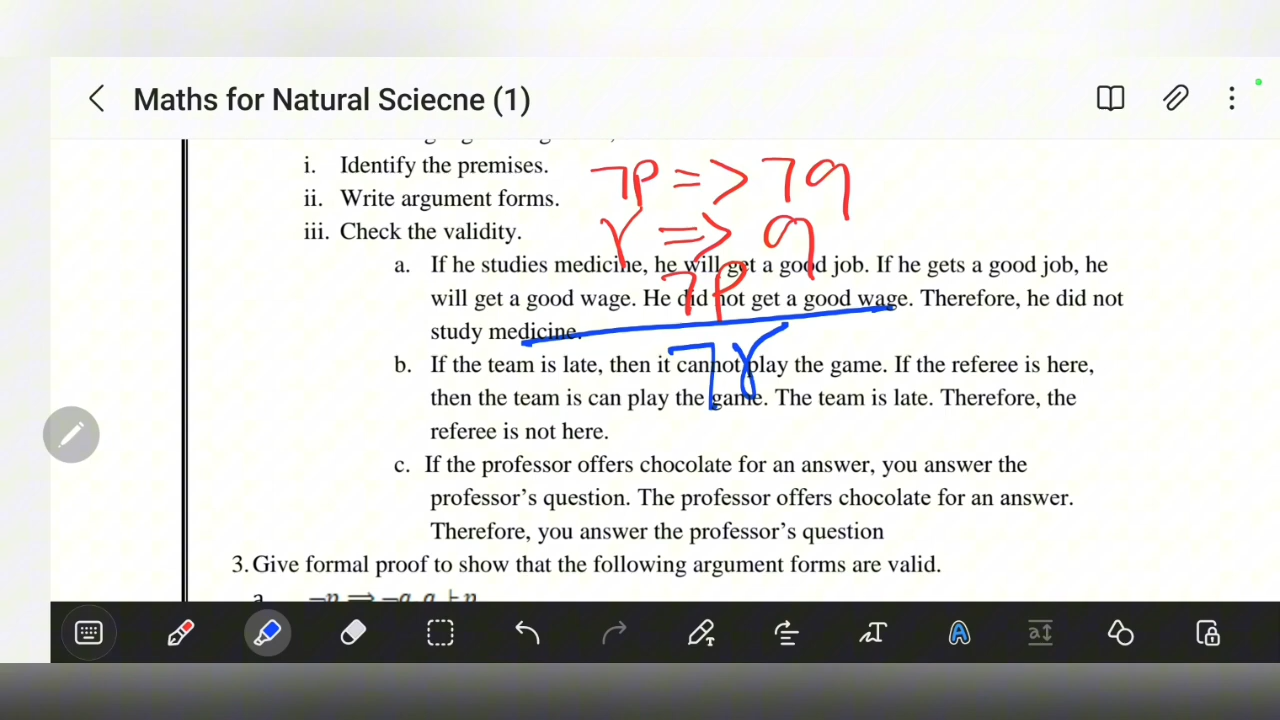 Maths for Natural Sciecne (1)
i. Identify the premises.
¬p => ¬q
ii. Write argument forms.
iii. Check the validity.
r => q
a. If he studies medicine, he will get a good job. If he gets a good job, he
¬p
will get a good wage. He did not get a good wage. Therefore, he did not
study medicine.
¬r
b. If the team is late, then it cannot play the game. If the referee is here,
then the team is can play the game. The team is late. Therefore, the
referee is not here.
c. If the professor offers chocolate for an answer, you answer the
professor’s question. The professor offers chocolate for an answer.
Therefore, you answer the professor’s question
3. Give formal proof to show that the following argument forms are valid.
a